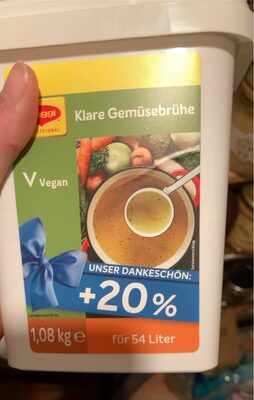 Maggi
PROFESSIONAL
Klare Gemüsebrühe
V Vegan
UNSER DANKESCHÖN:
+20%
1,08 kg e
für 54 Liter